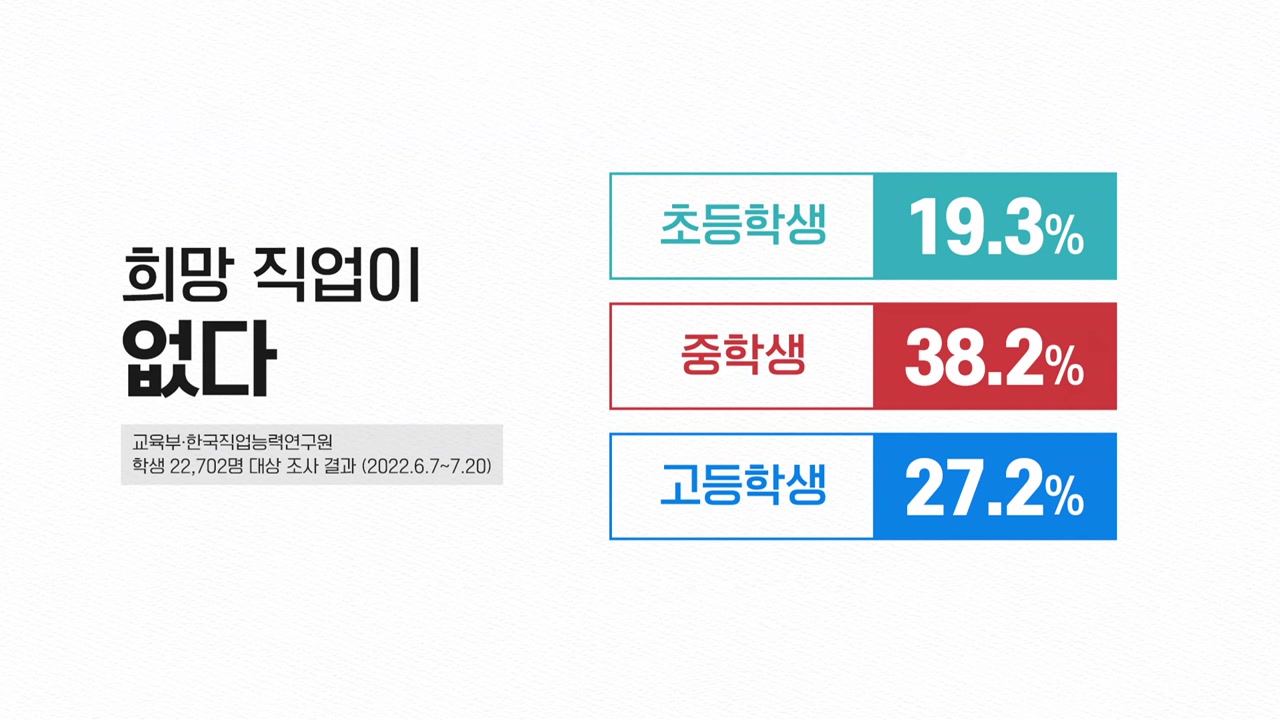 희망 직업이
없다
교육부·한국직업능력연구원
학생 22,702명 대상 조사 결과 (2022.6.7~7.20)
초등학생 19.3%
중학생 38.2%
고등학생 27.2%